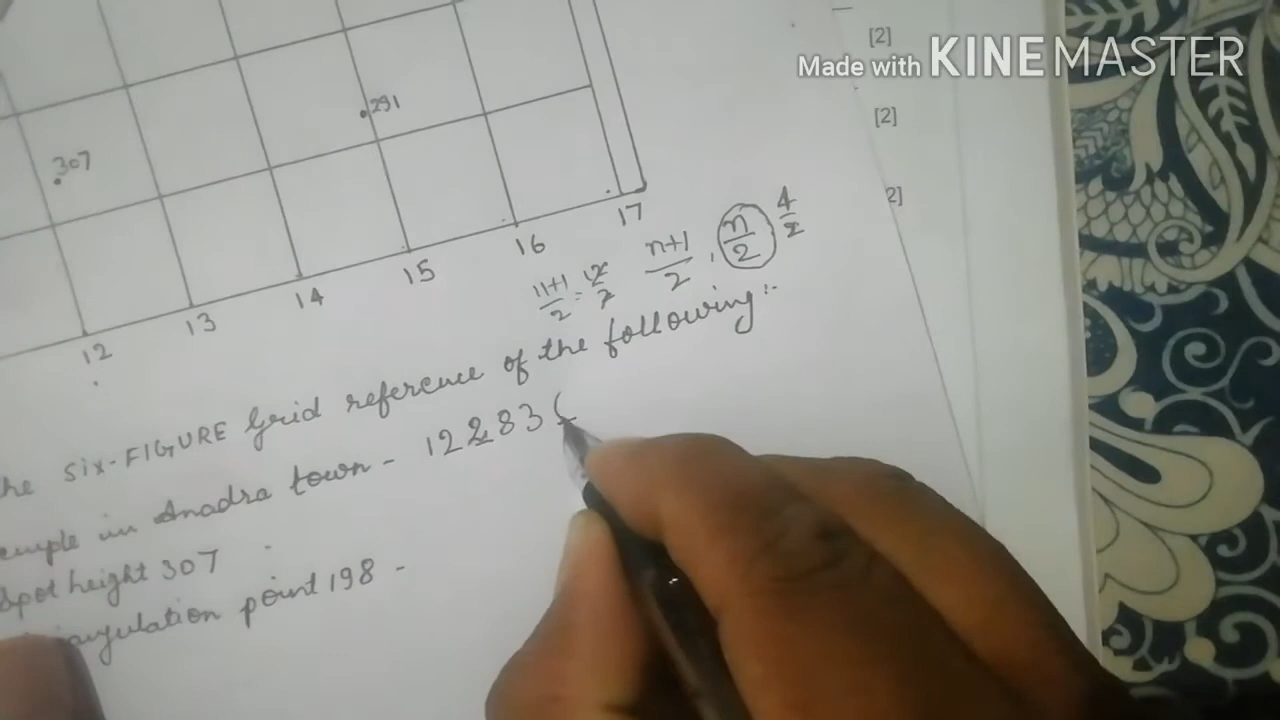 [2]
Made with KINEMASTER
291
[2]
307
2]
17
16
15
14
13
12
n+1/2 , n/2 4/2
11+1/2 = 12/2
SIX-FIGURE Grid reference of the following:-
in Anadra town - 12283
Spot height 307
point 198 -